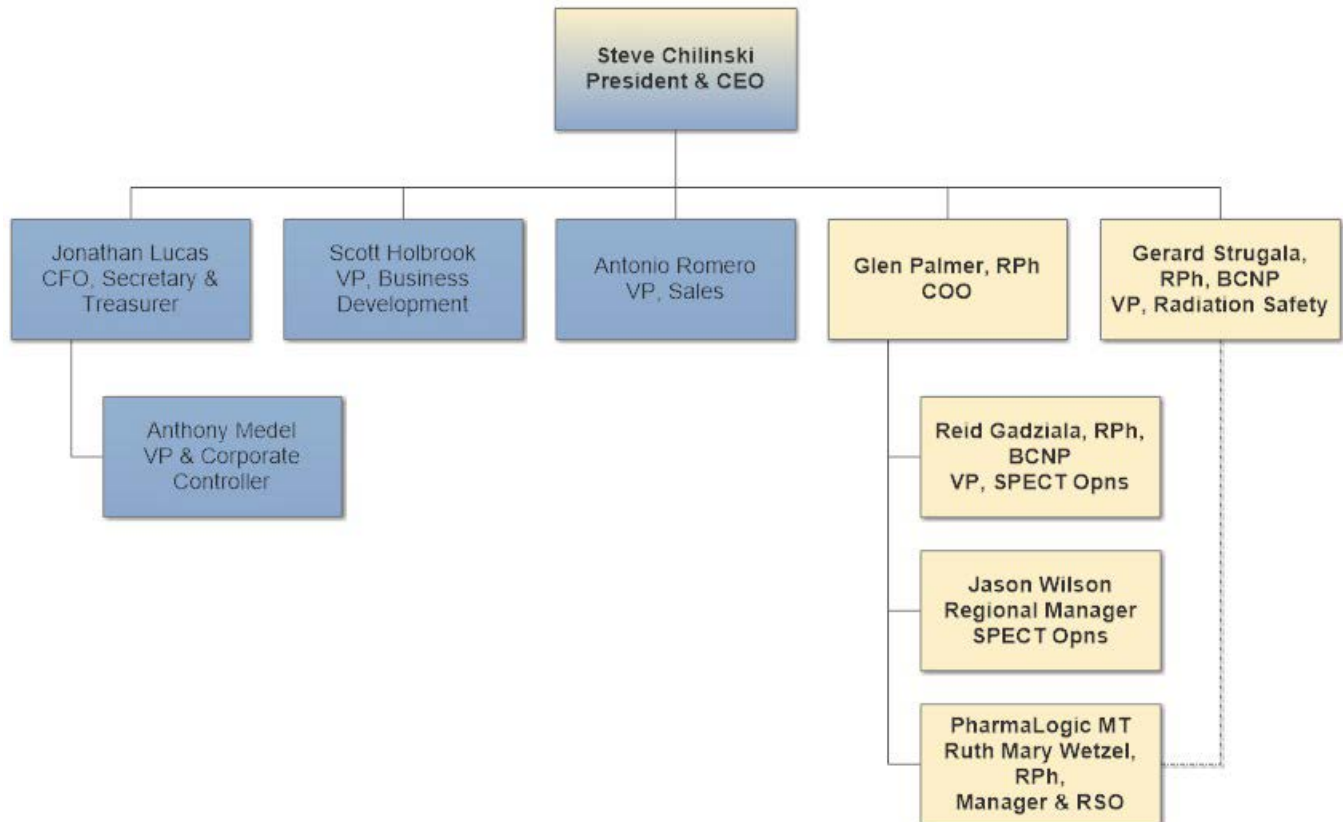 Steve Chilinski
President & CEO
Jonathan Lucas
CFO, Secretary &
Treasurer
Scott Holbrook
VP, Business
Development
Antonio Romero
VP, Sales
Glen Palmer, RPh
COO
Gerard Strugala,
RPh, BCNP
VP, Radiation Safety
Anthony Medel
VP & Corporate
Controller
Reid Gadziala, RPh,
BCNP
VP, SPECT Opns
Jason Wilson
Regional Manager
SPECT Opns
PharmaLogic MT
Ruth Mary Wetzel,
RPh,
Manager & RSO